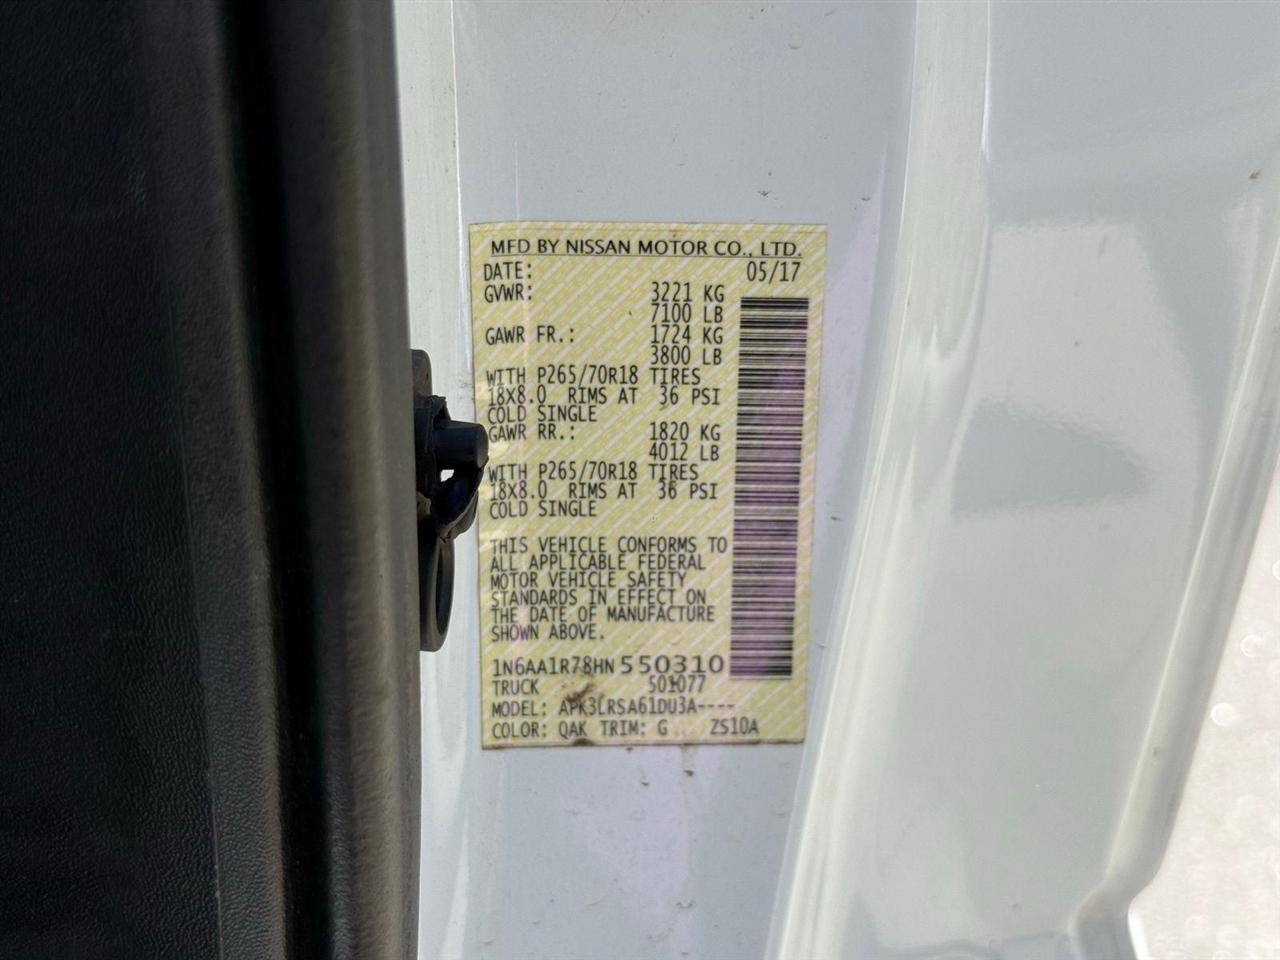 MFD BY NISSAN MOTOR CO., LTD.
DATE: 05/17
GVWR: 3221 KG
7100 LB
GAWR FR.: 1724 KG
3800 LB
WITH P265/70R18 TIRES
18X8.0 RIMS AT 36 PSI
COLD SINGLE
GAWR RR.: 1820 KG
4012 LB
WITH P265/70R18 TIRES
18X8.0 RIMS AT 36 PSI
COLD SINGLE
THIS VEHICLE CONFORMS TO
ALL APPLICABLE FEDERAL
MOTOR VEHICLE SAFETY
STANDARDS IN EFFECT ON
THE DATE OF MANUFACTURE
SHOWN ABOVE.
1N6AA1R78HN 550310
TRUCK 501077
MODEL: APK3LRSA61DU3A----
COLOR: QAK TRIM: G ZS10A